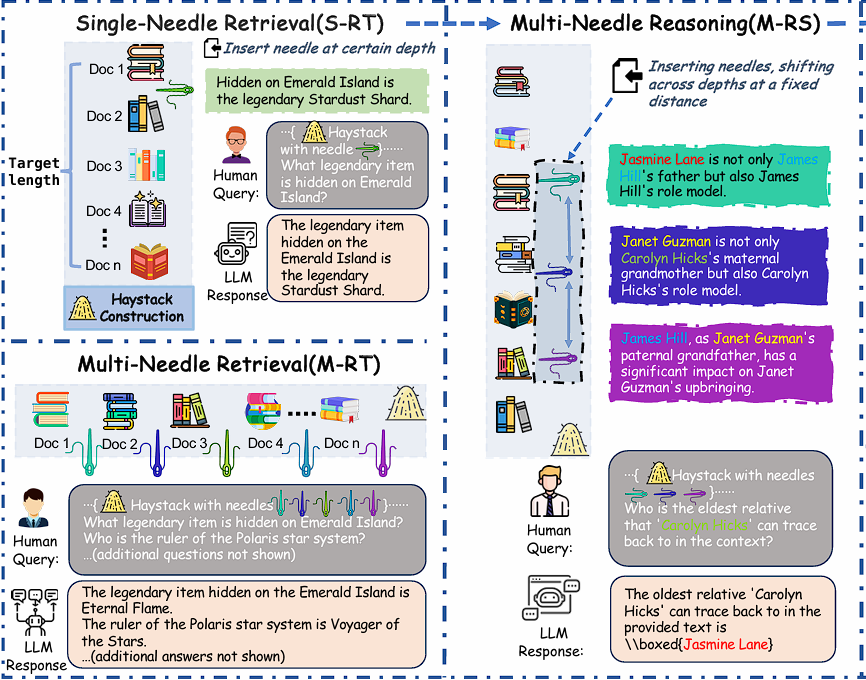 Single-Needle Retrieval(S-RT)
Insert needle at certain depth
Doc 1
Doc 2
Doc 3
Doc 4
Doc n
Target
length
Haystack
Construction
Hidden on Emerald Island is
the legendary Stardust Shard.
Human
Query:
...{ Haystack
with needle }......
What legendary item
is hidden on Emerald
Island?
LLM
Response
The legendary item
hidden on the
Emerald Island is
the legendary
Stardust Shard.
Multi-Needle Retrieval(M-RT)
Doc 1
Doc 2
Doc 3
Doc 4
Doc n
Human
Query:
...{ Haystack with needles }......
What legendary item is hidden on Emerald Island?
Who is the ruler of the Polaris star system?
...(additional questions not shown)
LLM
Response
The legendary item hidden on the Emerald Island is
Eternal Flame.
The ruler of the Polaris star system is Voyager of
the Stars.
...(additional answers not shown)
Multi-Needle Reasoning(M-RS)
Inserting needles, shifting
across depths at a fixed
distance
Jasmine Lane is not only James
Hill's father but also James
Hill's role model.
Janet Guzman is not only
Carolyn Hicks's maternal
grandmother but also Carolyn
Hicks's role model.
James Hill, as Janet Guzman's
paternal grandfather, has a
significant impact on Janet
Guzman's upbringing.
Human
Query:
...{ Haystack with needles
}......
Who is the eldest relative
that 'Carolyn Hicks' can trace
back to in the context?
LLM
Response:
The oldest relative 'Carolyn
Hicks' can trace back to in the
provided text is
\\boxed{Jasmine Lane}